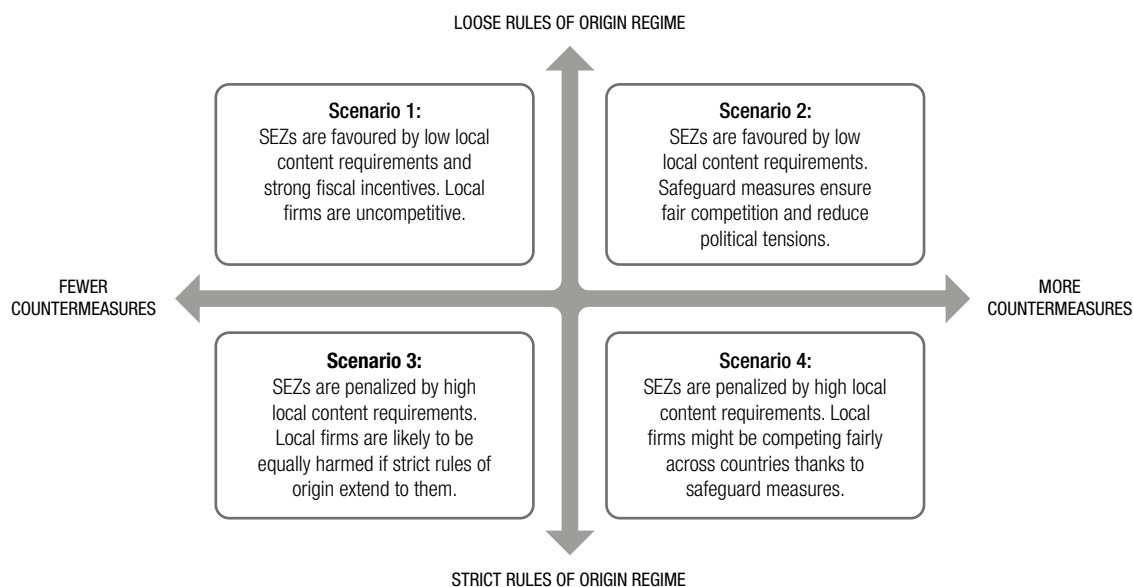 LOOSE RULES OF ORIGIN REGIME
Scenario 1:
SEZs are favoured by low local
content requirements and
strong fiscal incentives. Local
firms are uncompetitive.
Scenario 2:
SEZs are favoured by low
local content requirements.
Safeguard measures ensure
fair competition and reduce
political tensions.
FEWER
COUNTERMEASURES
MORE
COUNTERMEASURES
Scenario 3:
SEZs are penalized by high
local content requirements.
Local firms are likely to be
equally harmed if strict rules of
origin extend to them.
Scenario 4:
SEZs are penalized by high local
content requirements. Local
firms might be competing fairly
across countries thanks to
safeguard measures.
STRICT RULES OF ORIGIN REGIME